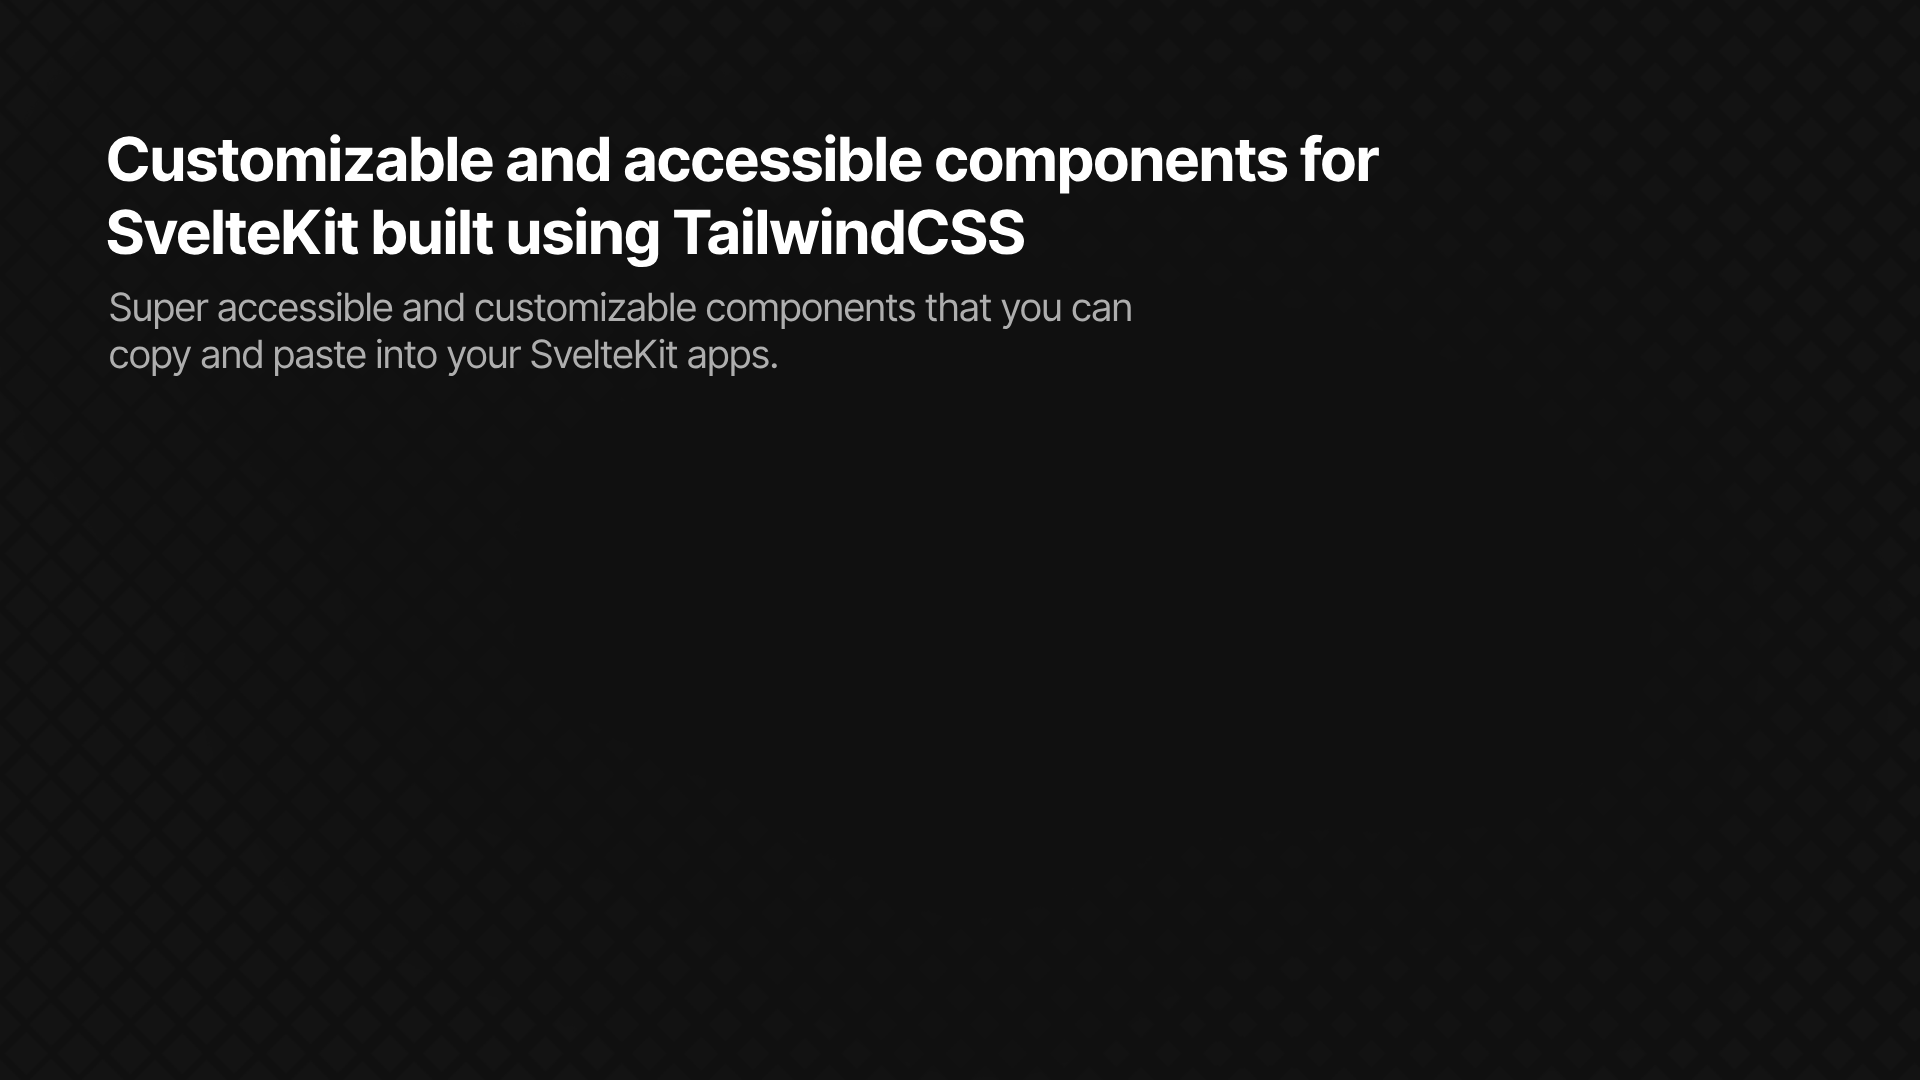 Customizable and accessible components for
SvelteKit built using TailwindCSS
Super accessible and customizable components that you can
copy and paste into your SvelteKit apps.